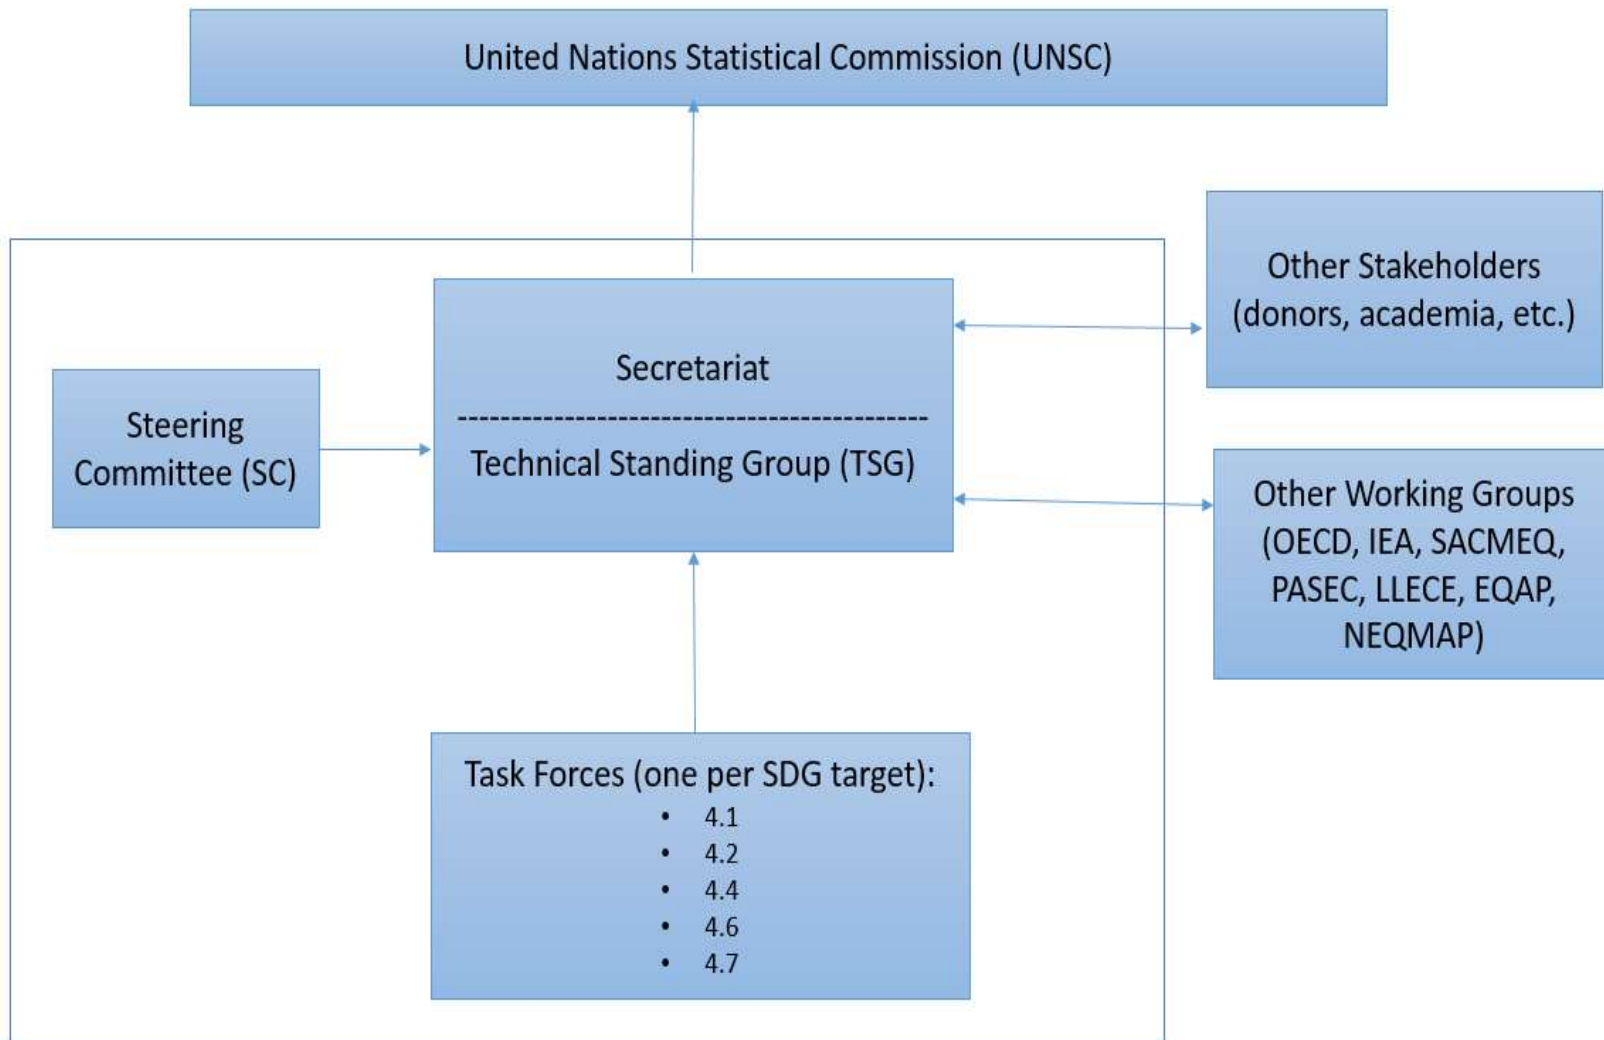 United Nations Statistical Commission (UNSC)
Other Stakeholders
(donors, academia, etc.)
Secretariat
--------------------------------------------
Technical Standing Group (TSG)
Steering
Committee (SC)
Other Working Groups
(OECD, IEA, SACMEQ,
PASEC, LLECE, EQAP,
NEQMAP)
Task Forces (one per SDG target):
• 4.1
• 4.2
• 4.4
• 4.6
• 4.7